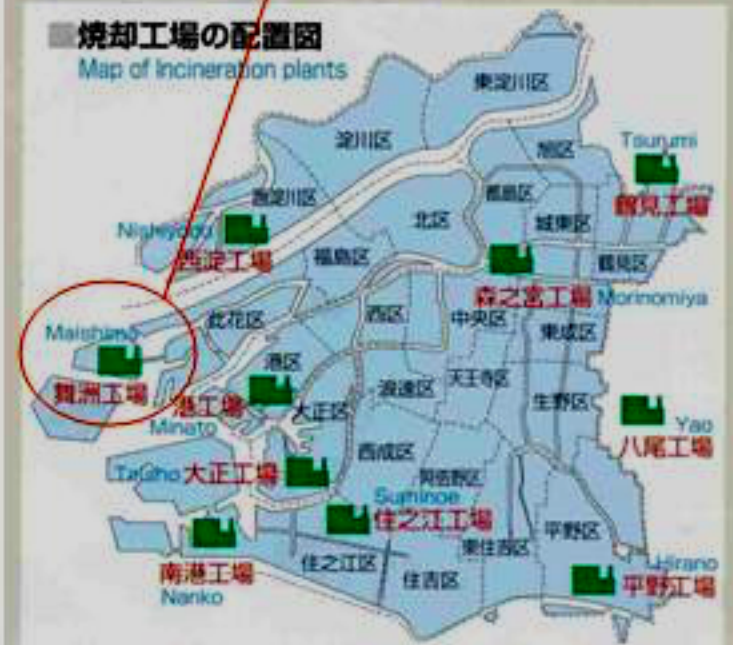 ■焼却工場の配置図
Map of Incineration plants
東淀川区
淀川区
旭区
Tsurumi
鶴見工場
西淀川区
都島区
北区
城東区
Nishiyodo
西淀工場
福島区
鶴見区
森之宮工場 Morinomiya
此花区
西区
中央区
東成区
Maishima
舞洲工場
港区
港工場
Minato
大正区
浪速区
天王寺区
生野区
Yao
八尾工場
西成区
Taisho 大正工場
阿倍野区
Suminoe
住之江工場
平野区
東住吉区
南港工場
Nanko
住之江区
住吉区
Hirano
平野工場